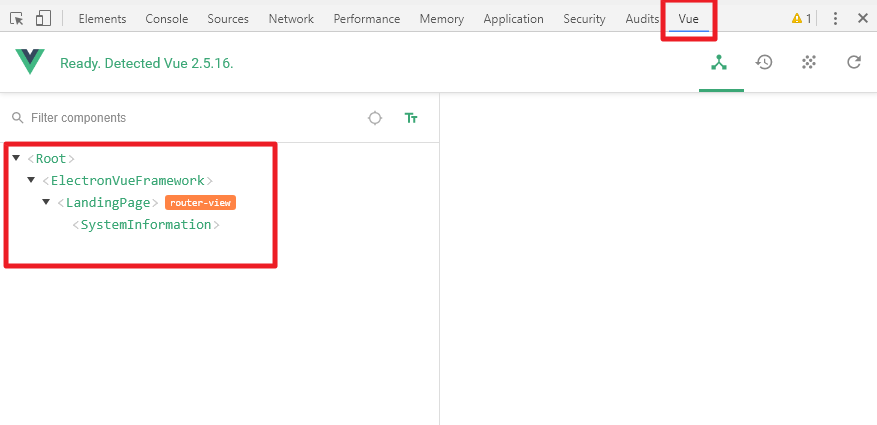 Elements Console Sources Network Performance Memory Application Security Audits Vue 1
Ready. Detected Vue 2.5.16.
Filter components
<Root>
<ElectronVueFramework>
<LandingPage> router-view
<SystemInformation>